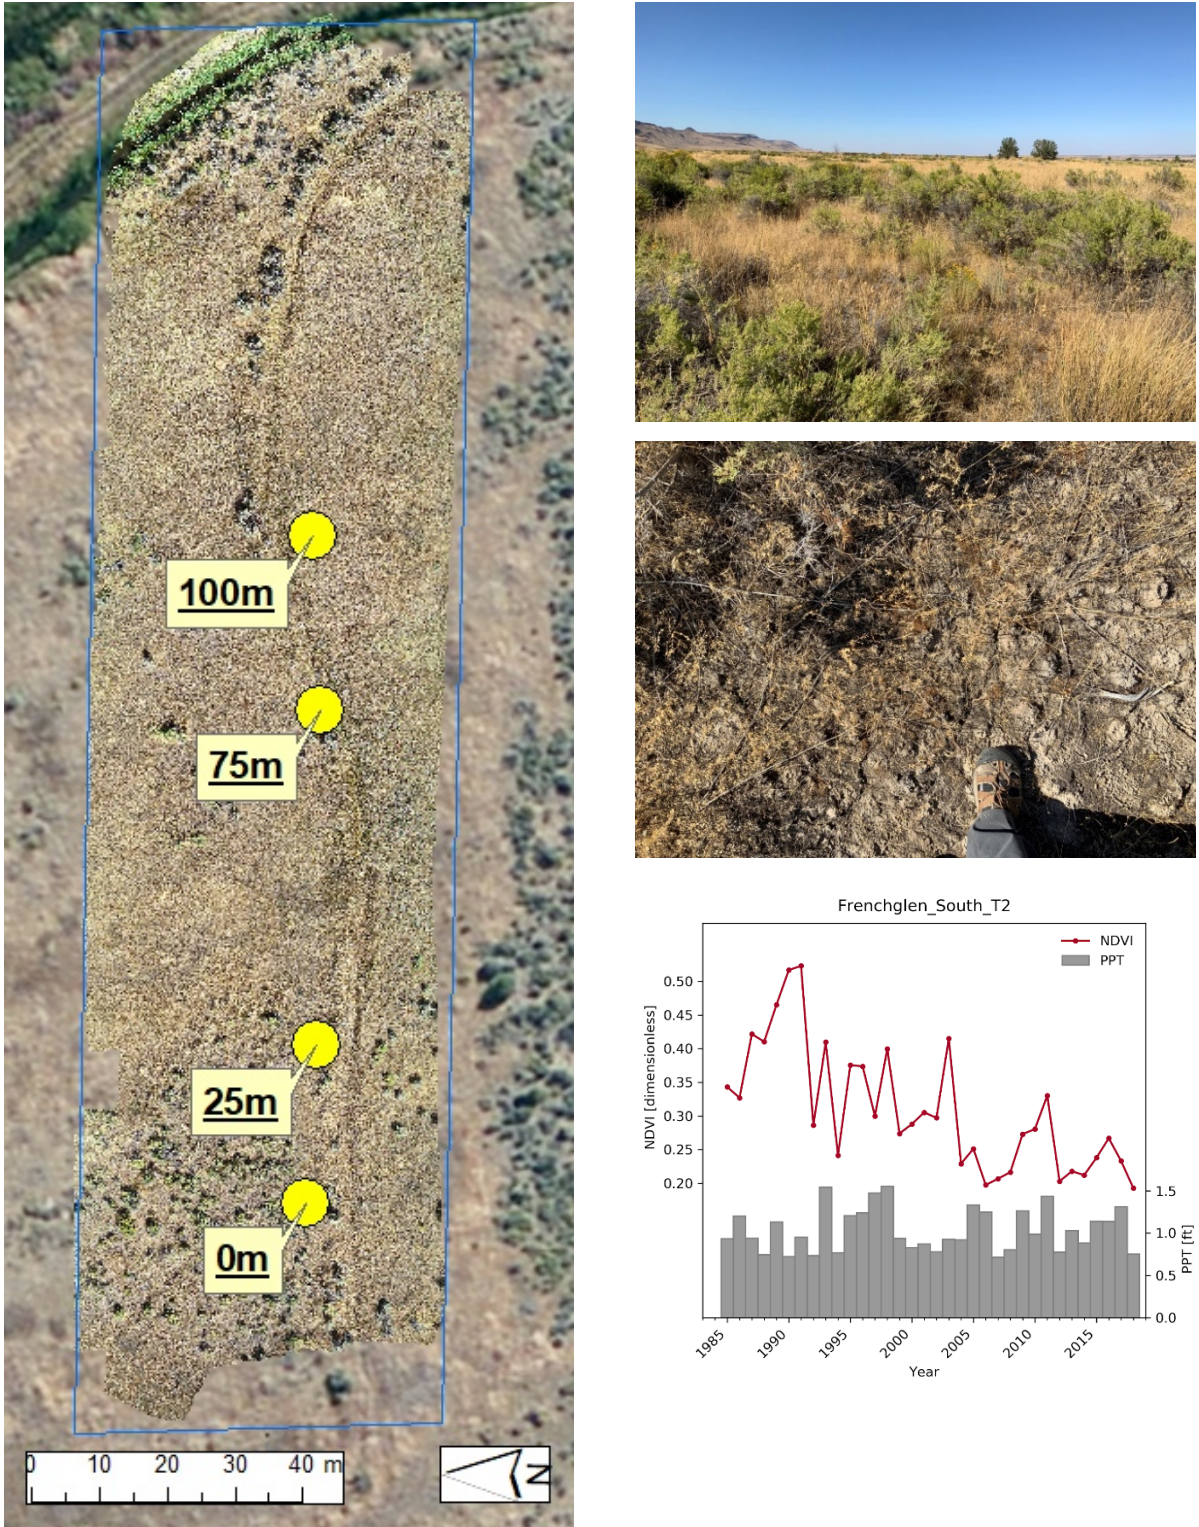 100m
75m
25m
0m
0 10 20 30 40 m
N
Frenchglen_South_T2
NDVI
PPT
NDVI [dimensionless]
0.50
0.45
0.40
0.35
0.30
0.25
0.20
1.5
1.0
0.5
0.0
PPT [ft]
1985 1990 1995 2000 2005 2010 2015
Year